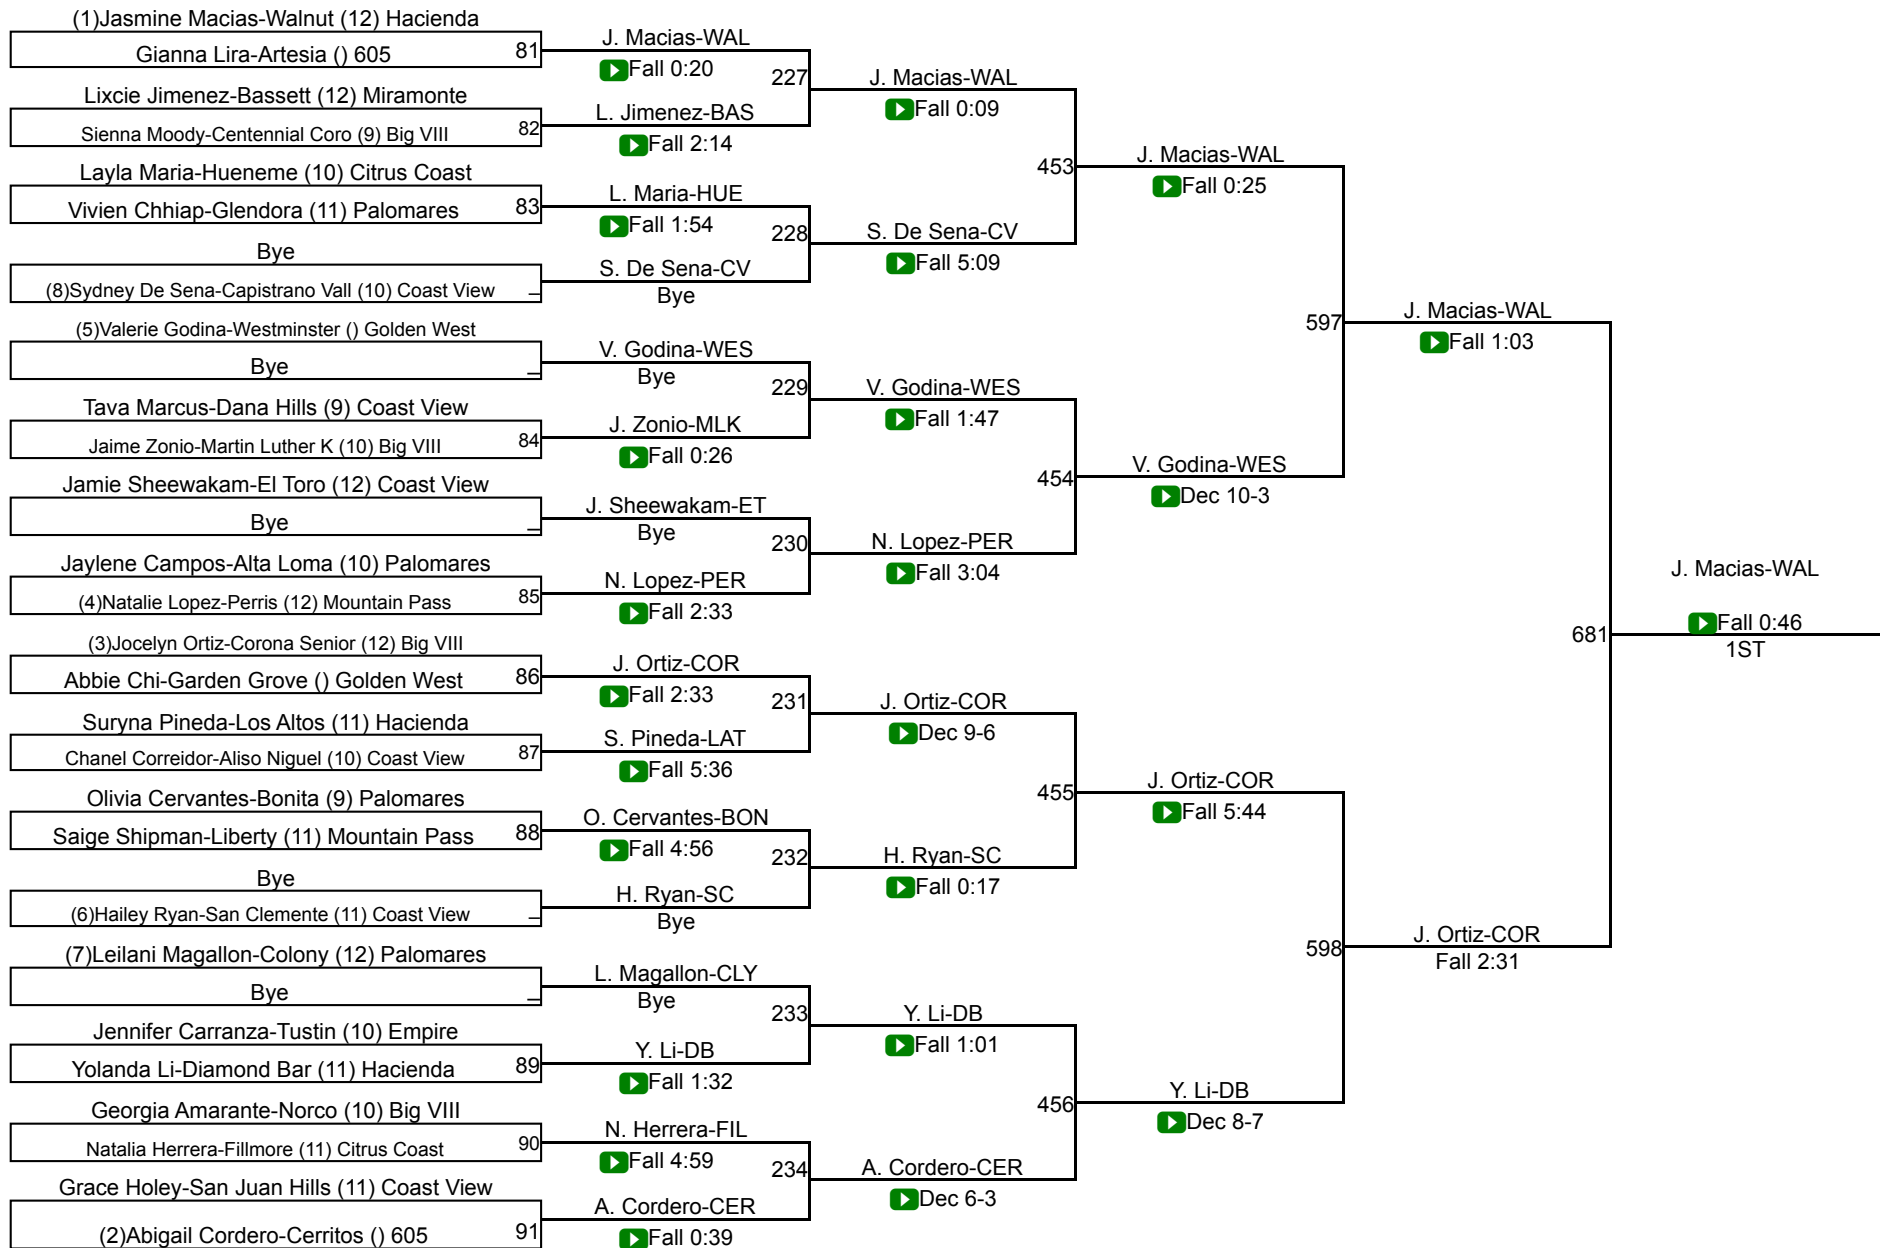 (1)Jasmine Macias-Walnut (12) Hacienda
Gianna Lira-Artesia () 605
81
Lixcie Jimenez-Bassett (12) Miramonte
Sienna Moody-Centennial Coro (9) Big VIII
82
Layla Maria-Hueneme (10) Citrus Coast
Vivien Chhiap-Glendora (11) Palomares
83
Bye
(8)Sydney De Sena-Capistrano Vall (10) Coast View
_
(5)Valerie Godina-Westminster () Golden West
Bye
_
Tava Marcus-Dana Hills (9) Coast View
Jaime Zonio-Martin Luther K (10) Big VIII
84
Jamie Sheewakam-El Toro (12) Coast View
Bye
_
Jaylene Campos-Alta Loma (10) Palomares
(4)Natalie Lopez-Perris (12) Mountain Pass
85
(3)Jocelyn Ortiz-Corona Senior (12) Big VIII
Abbie Chi-Garden Grove () Golden West
86
Suryna Pineda-Los Altos (11) Hacienda
Chanel Correidor-Aliso Niguel (10) Coast View
87
Olivia Cervantes-Bonita (9) Palomares
Saige Shipman-Liberty (11) Mountain Pass
88
Bye
(6)Hailey Ryan-San Clemente (11) Coast View
_
(7)Leilani Magallon-Colony (12) Palomares
Bye
_
Jennifer Carranza-Tustin (10) Empire
Yolanda Li-Diamond Bar (11) Hacienda
89
Georgia Amarante-Norco (10) Big VIII
Natalia Herrera-Fillmore (11) Citrus Coast
90
Grace Holey-San Juan Hills (11) Coast View
(2)Abigail Cordero-Cerritos () 605
91
J. Macias-WAL
Fall 0:20
227
L. Jimenez-BAS
Fall 2:14
L. Maria-HUE
Fall 1:54
228
S. De Sena-CV
Bye
V. Godina-WES
Bye
229
J. Zonio-MLK
Fall 0:26
J. Sheewakam-ET
Bye
230
N. Lopez-PER
Fall 2:33
J. Ortiz-COR
Fall 2:33
231
S. Pineda-LAT
Fall 5:36
O. Cervantes-BON
Fall 4:56
232
H. Ryan-SC
Bye
L. Magallon-CLY
Bye
233
Y. Li-DB
Fall 1:32
N. Herrera-FIL
Fall 4:59
234
A. Cordero-CER
Fall 0:39
J. Macias-WAL
Fall 0:09
453
S. De Sena-CV
Fall 5:09
V. Godina-WES
Fall 1:47
454
N. Lopez-PER
Fall 3:04
J. Ortiz-COR
Dec 9-6
455
H. Ryan-SC
Fall 0:17
Y. Li-DB
Fall 1:01
456
A. Cordero-CER
Dec 6-3
J. Macias-WAL
Fall 0:25
597
V. Godina-WES
Dec 10-3
J. Ortiz-COR
Fall 5:44
598
Y. Li-DB
Dec 8-7
J. Macias-WAL
Fall 1:03
681
J. Ortiz-COR
Fall 2:31
J. Macias-WAL
Fall 0:46
1ST